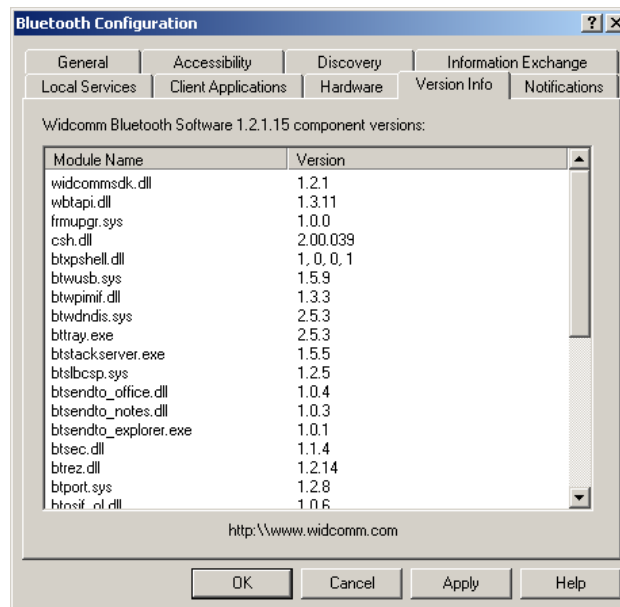 Bluetooth Configuration
General Accessibility Discovery Information Exchange
Local Services Client Applications Hardware Version Info Notifications
Widcomm Bluetooth Software 1.2.1.15 component versions:
Module Name Version
widcommsdk.dll 1.2.1
wbtapi.dll 1.3.11
frmupgr.sys 1.0.0
csh.dll 2.00.039
btxpshell.dll 1, 0, 0, 1
btwusb.sys 1.5.9
btwpimif.dll 1.3.3
btwdndis.sys 2.5.3
bttray.exe 2.5.3
btstackserver.exe 1.5.5
btslbcsp.sys 1.2.5
btsendto_office.dll 1.0.4
btsendto_notes.dll 1.0.3
btsendto_explorer.exe 1.0.1
btsec.dll 1.1.4
btrez.dll 1.2.14
btport.sys 1.2.8
btosif_ol.dll 1.0.6
http:\\www.widcomm.com
OK Cancel Apply Help